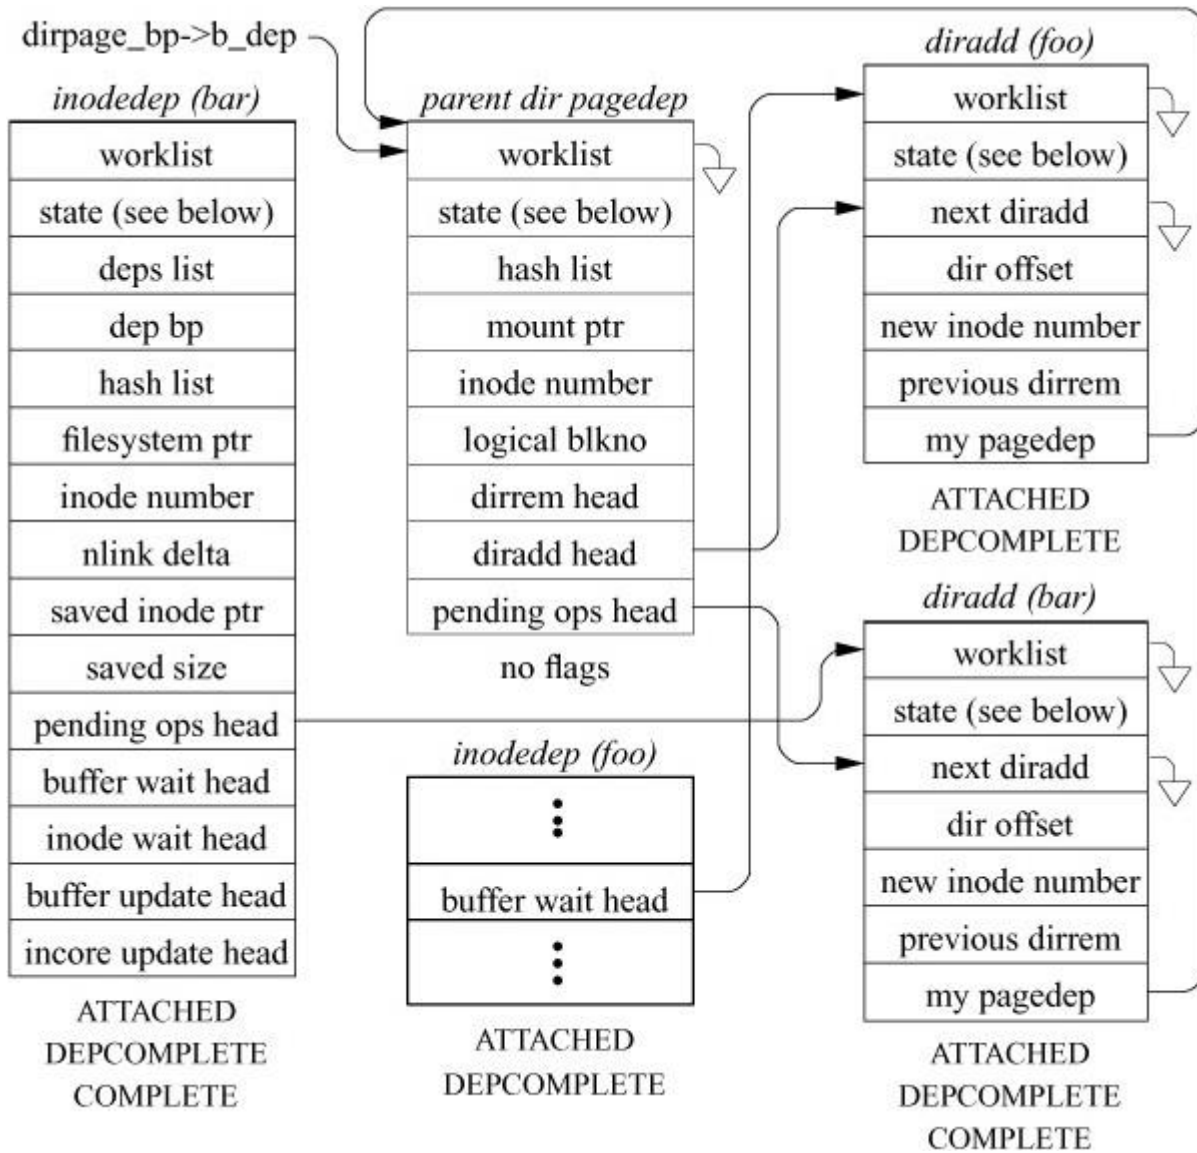 dirpage_bp->b_dep
inodedep (bar)
worklist
state (see below)
deps list
dep bp
hash list
filesystem ptr
inode number
nlink delta
saved inode ptr
saved size
pending ops head
buffer wait head
inode wait head
buffer update head
incore update head
ATTACHED
DEPCOMPLETE
COMPLETE
parent dir pagedep
worklist
state (see below)
hash list
mount ptr
inode number
logical blkno
dirrem head
diradd head
pending ops head
no flags
inodedep (foo)
buffer wait head
ATTACHED
DEPCOMPLETE
diradd (foo)
worklist
state (see below)
next diradd
dir offset
new inode number
previous dirrem
my pagedep
ATTACHED
DEPCOMPLETE
diradd (bar)
worklist
state (see below)
next diradd
dir offset
new inode number
previous dirrem
my pagedep
ATTACHED
DEPCOMPLETE
COMPLETE